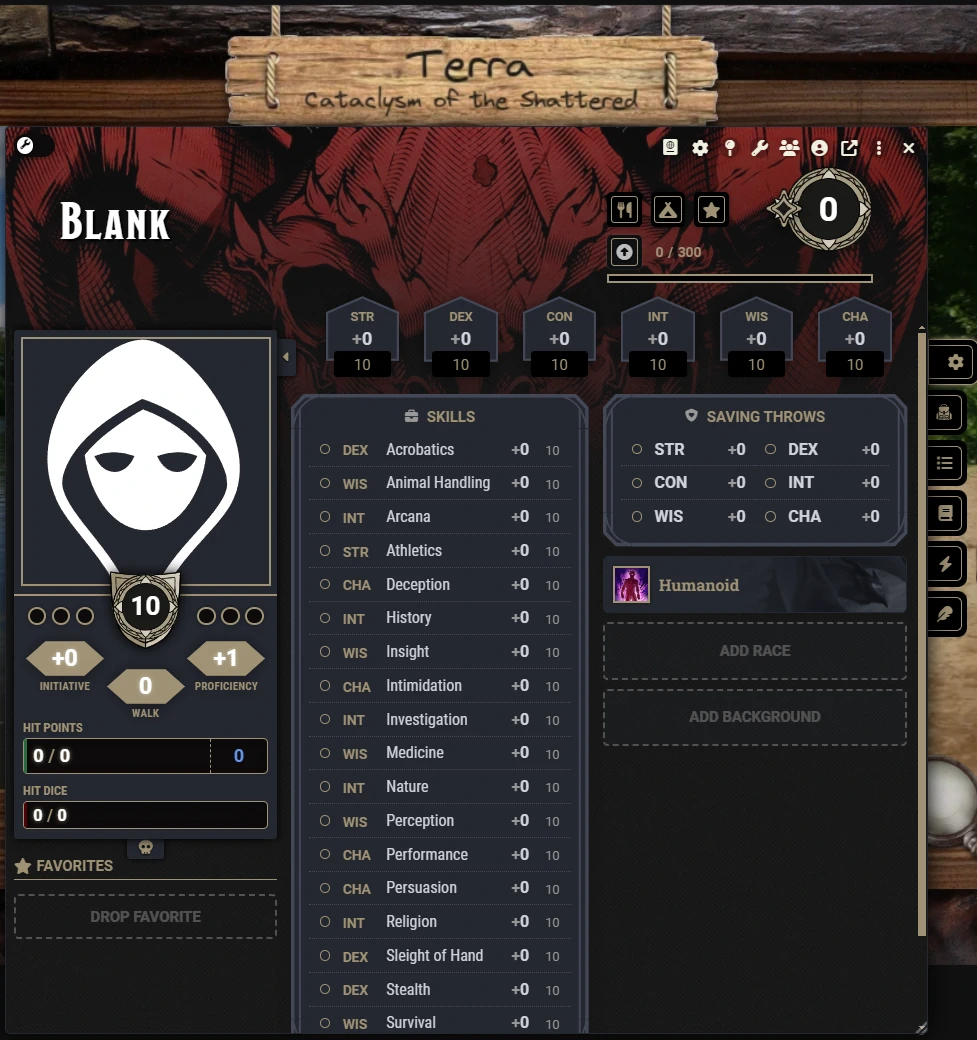 Terra
Cataclysm of the Shattered
Blank
0
0 / 300
STR DEX CON INT WIS CHA
+0 +0 +0 +0 +0 +0
10 10 10 10 10 10
10
+0
INITIATIVE
+1
PROFICIENCY
0
WALK
HIT POINTS
0 / 0 0
HIT DICE
0 / 0
FAVORITES
DROP FAVORITE
SKILLS
DEX Acrobatics +0 10
WIS Animal Handling +0 10
INT Arcana +0 10
STR Athletics +0 10
CHA Deception +0 10
INT History +0 10
WIS Insight +0 10
CHA Intimidation +0 10
INT Investigation +0 10
WIS Medicine +0 10
INT Nature +0 10
WIS Perception +0 10
CHA Performance +0 10
CHA Persuasion +0 10
INT Religion +0 10
DEX Sleight of Hand +0 10
DEX Stealth +0 10
WIS Survival +0 10
SAVING THROWS
STR +0 DEX +0
CON +0 INT +0
WIS +0 CHA +0
Humanoid
ADD RACE
ADD BACKGROUND